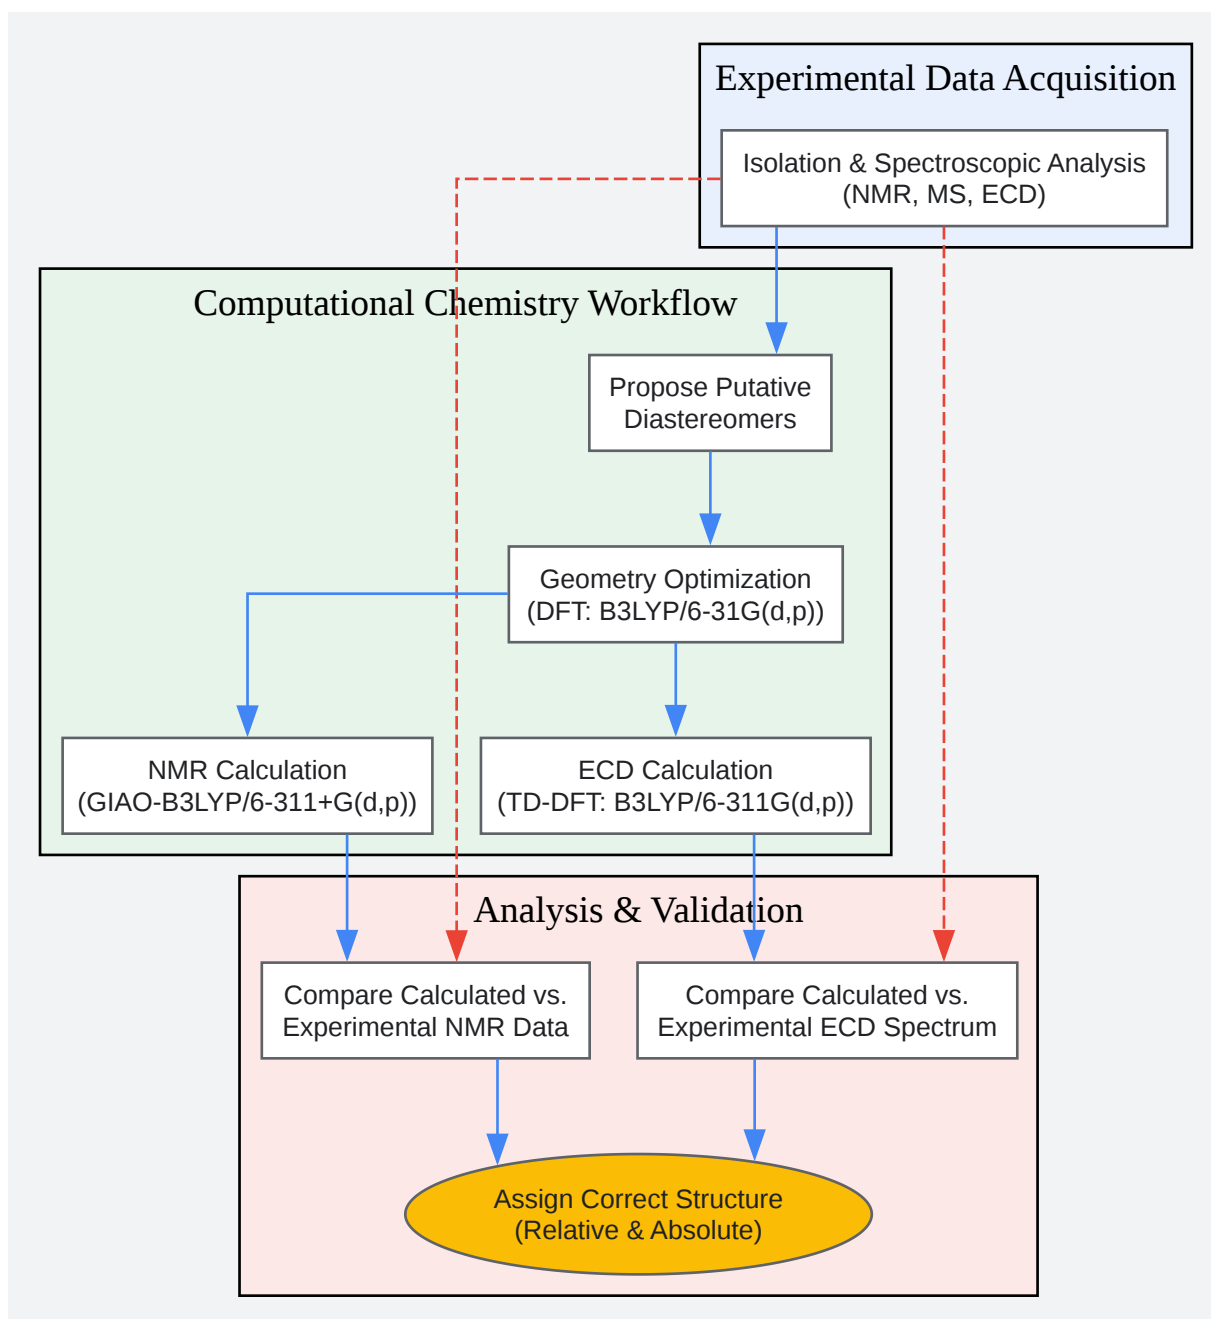 Experimental Data Acquisition
Isolation & Spectroscopic Analysis
(NMR, MS, ECD)
Computational Chemistry Workflow
Propose Putative
Diastereomers
Geometry Optimization
(DFT: B3LYP/6-31G(d,p))
NMR Calculation
(GIAO-B3LYP/6-311+G(d,p))
ECD Calculation
(TD-DFT: B3LYP/6-311G(d,p))
Analysis & Validation
Compare Calculated vs.
Experimental NMR Data
Compare Calculated vs.
Experimental ECD Spectrum
Assign Correct Structure
(Relative & Absolute)